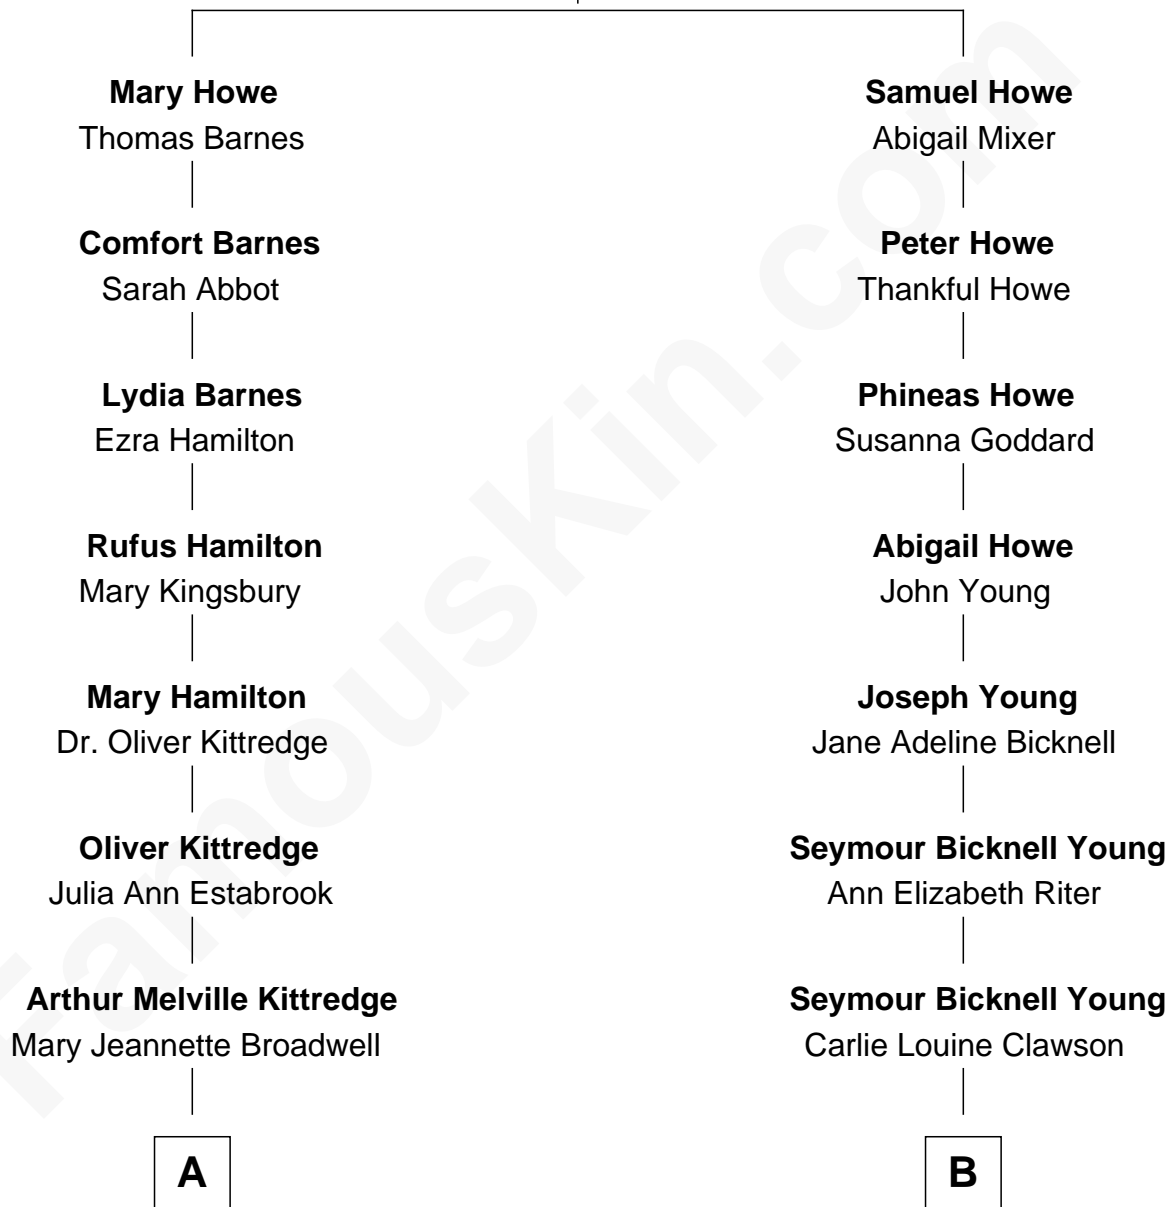 Mary Howe
Thomas Barnes
Comfort Barnes
Sarah Abbot
Lydia Barnes
Ezra Hamilton
Rufus Hamilton
Mary Kingsbury
Mary Hamilton
Dr. Oliver Kittredge
Oliver Kittredge
Julia Ann Estabrook
Arthur Melville Kittredge
Mary Jeannette Broadwell
A
Samuel Howe
Abigail Mixer
Peter Howe
Thankful Howe
Phineas Howe
Susanna Goddard
Abigail Howe
John Young
Joseph Young
Jane Adeline Bicknell
Seymour Bicknell Young
Ann Elizabeth Riter
Seymour Bicknell Young
Carlie Louine Clawson
B
FamousKin.com